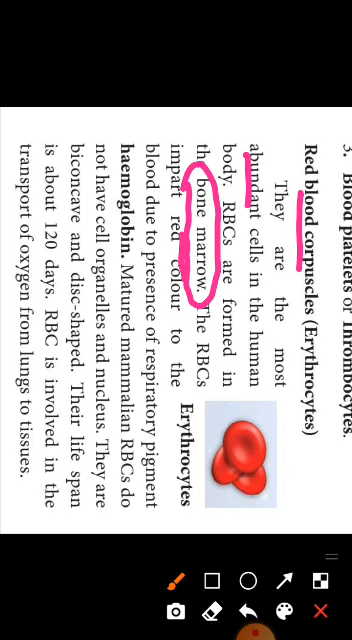 3. Blood platelets or Thrombocytes.
Red blood corpuscles (Erythrocytes)
They are the most
abundant cells in the human
body. RBCs are formed in
the bone marrow. The RBCs
impart red colour to the
Erythrocytes
blood due to presence of respiratory pigment
haemoglobin. Matured mammalian RBCs do
not have cell organelles and nucleus. They are
biconcave and disc-shaped. Their life span
is about 120 days. RBC is involved in the
transport of oxygen from lungs to tissues.